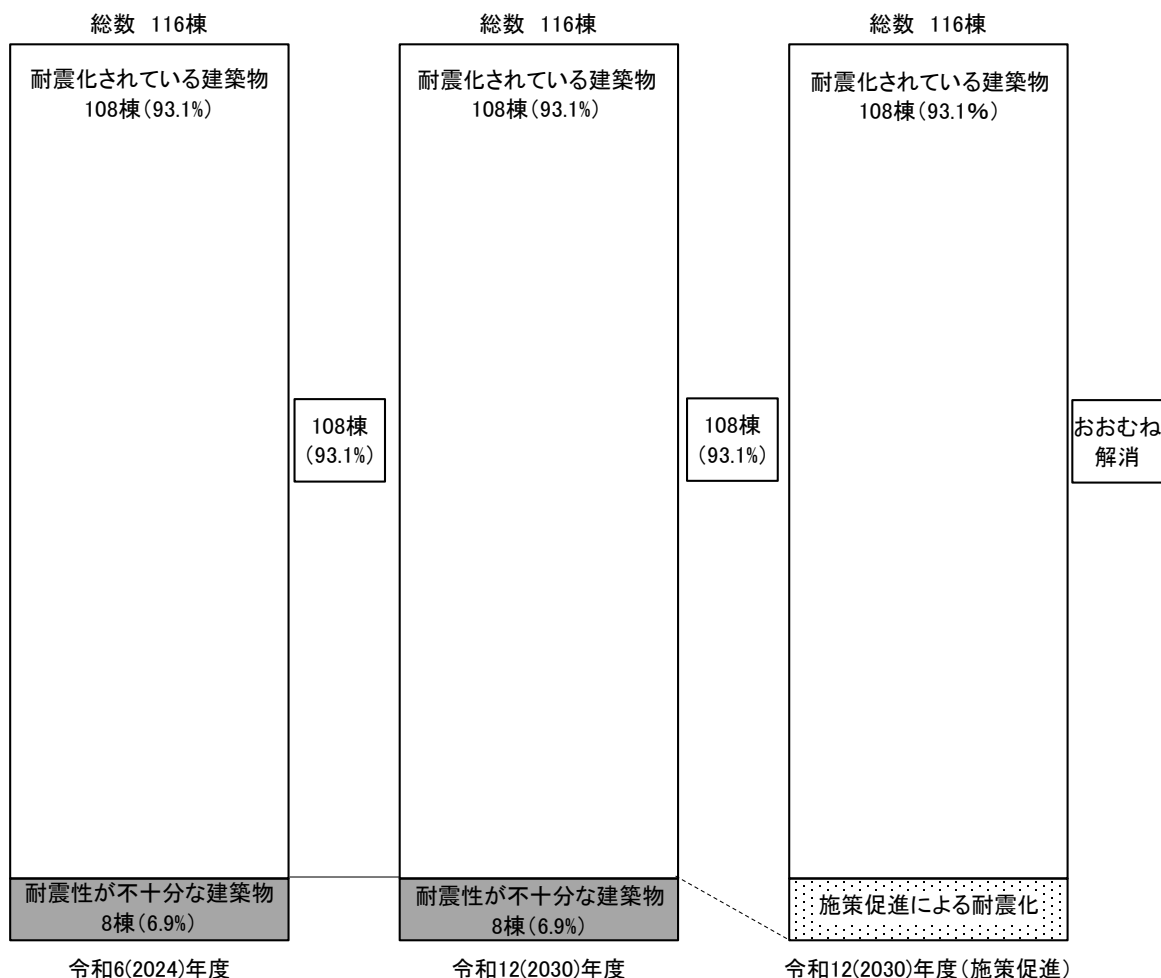 総数 116棟
耐震化されている建築物
108棟(93.1%)
108棟
(93.1%)
耐震性が不十分な建築物
8棟(6.9%)
令和6(2024)年度
総数 116棟
耐震化されている建築物
108棟(93.1%)
108棟
(93.1%)
耐震性が不十分な建築物
8棟(6.9%)
令和12(2030)年度
総数 116棟
耐震化されている建築物
108棟(93.1%)
おおむね
解消
施策促進による耐震化
令和12(2030)年度(施策促進)